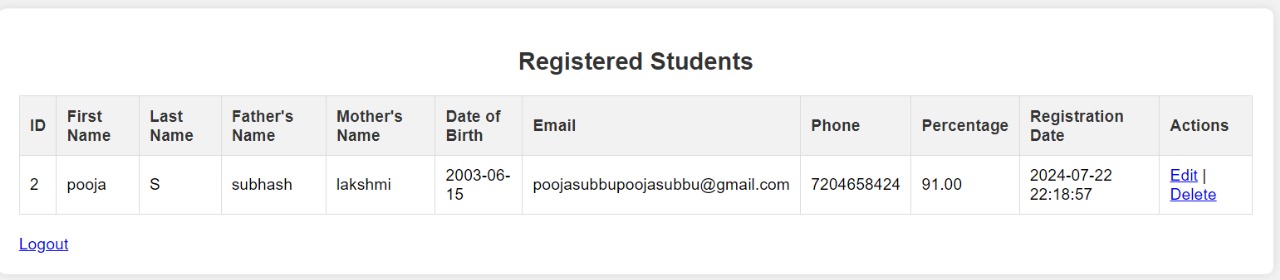 Registered Students
ID First Name Last Name Father's Name Mother's Name Date of Birth Email Phone Percentage Registration Date Actions
2 pooja S subhash lakshmi 2003-06-15 poojasubbupoojasubbu@gmail.com 7204658424 91.00 2024-07-22 22:18:57 Edit | Delete
Logout